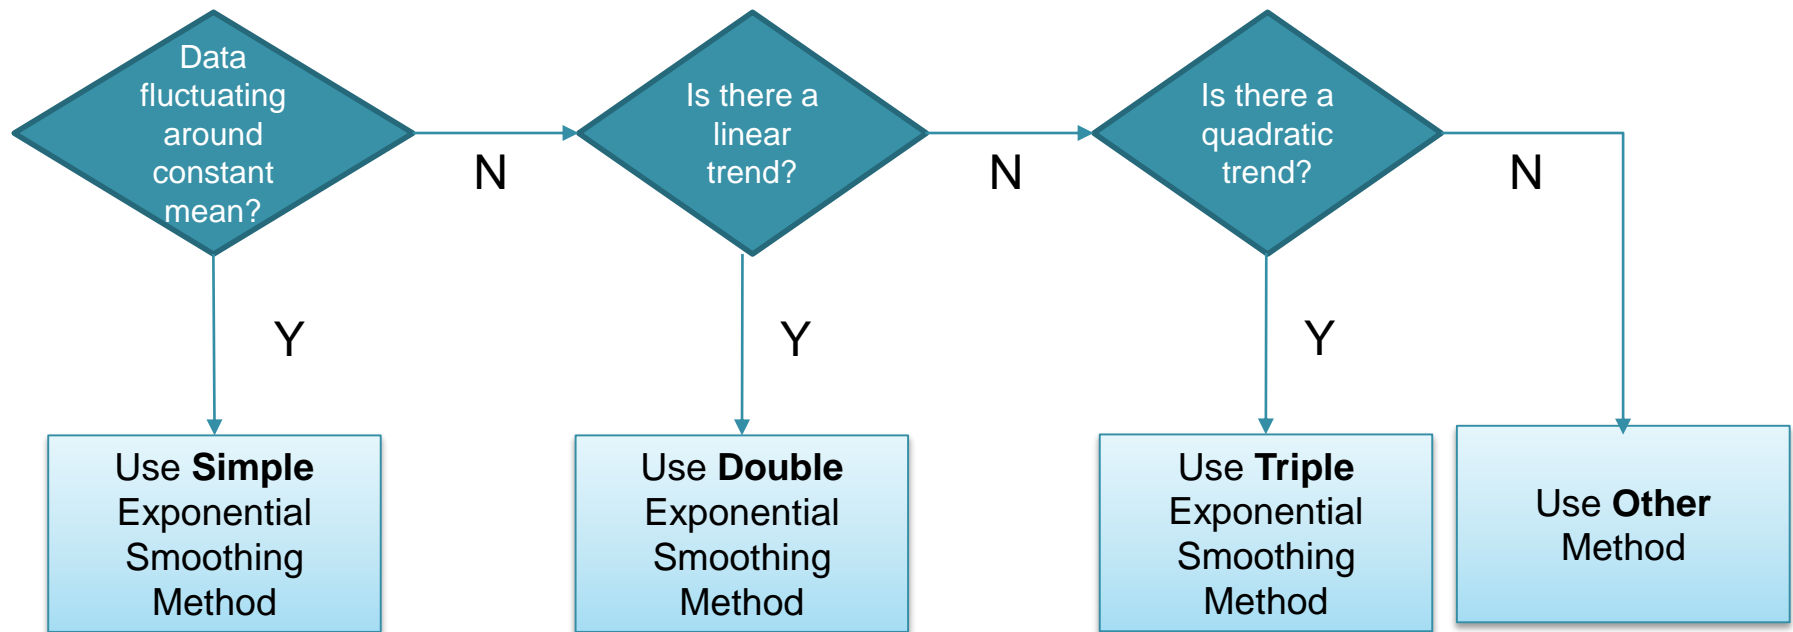 Data
fluctuating
around
constant
mean?
N
Is there a
linear
trend?
N
Is there a
quadratic
trend?
N
Y
Y
Y
Use Simple
Exponential
Smoothing
Method
Use Double
Exponential
Smoothing
Method
Use Triple
Exponential
Smoothing
Method
Use Other
Method